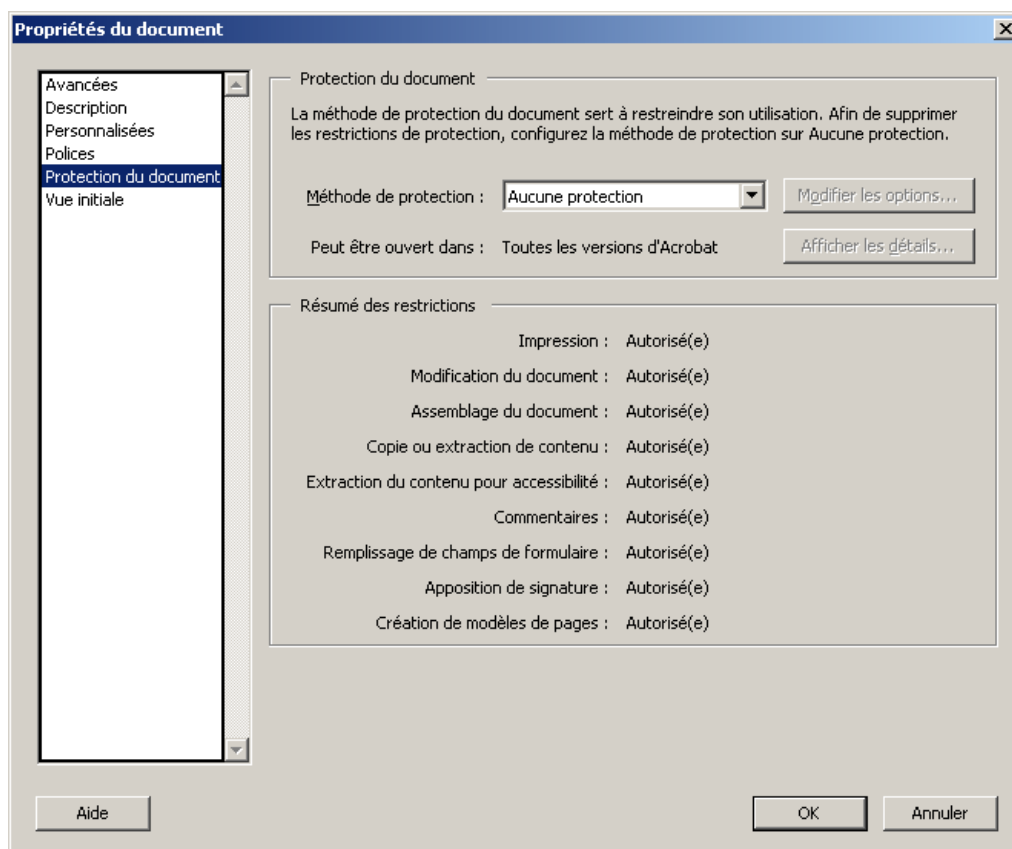 Propriétés du document
Avancées
Description
Personnalisées
Polices
Protection du document
Vue initiale
Protection du document
La méthode de protection du document sert à restreindre son utilisation. Afin de supprimer
les restrictions de protection, configurez la méthode de protection sur Aucune protection.
Méthode de protection : Aucune protection Modifier les options...
Peut être ouvert dans : Toutes les versions d'Acrobat Afficher les détails...
Résumé des restrictions
Impression : Autorisé(e)
Modification du document : Autorisé(e)
Assemblage du document : Autorisé(e)
Copie ou extraction de contenu : Autorisé(e)
Extraction du contenu pour accessibilité : Autorisé(e)
Commentaires : Autorisé(e)
Remplissage de champs de formulaire : Autorisé(e)
Apposition de signature : Autorisé(e)
Création de modèles de pages : Autorisé(e)
Aide OK Annuler